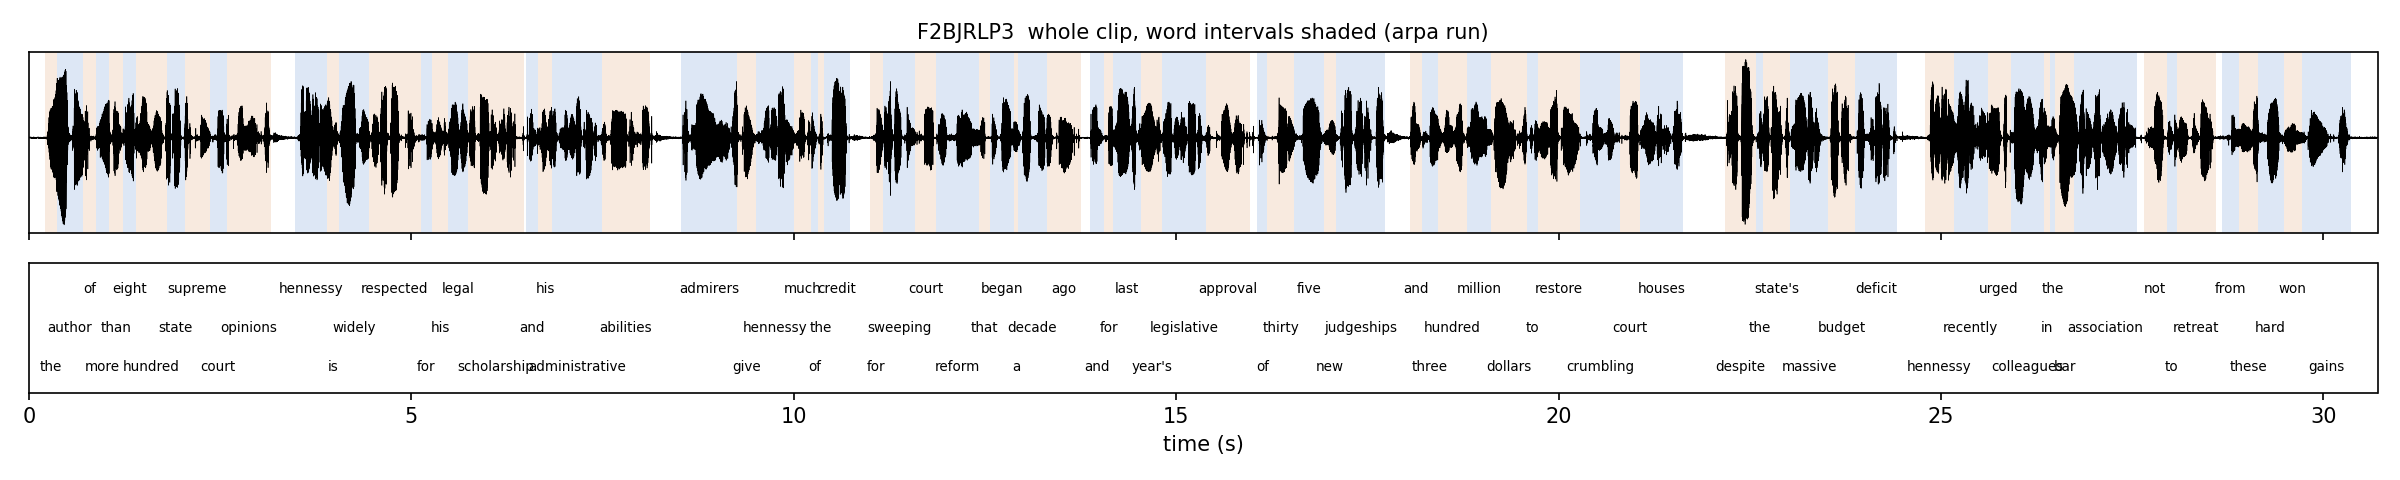 F2BJRLP3 whole clip, word intervals shaded (arpa run)
of eight supreme hennessy respected legal his admirers much credit court began ago last approval five and million restore houses state's deficit urged the not from won
author than state opinions widely his and abilities hennessy the sweeping that decade for legislative thirty judgeships hundred to court the budget recently in association retreat hard
the more hundred court is for scholarship administrative give of for reform a and year's of new three dollars crumbling despite massive hennessy colleagues bar to these gains
0 5 10 15 20 25 30
time (s)